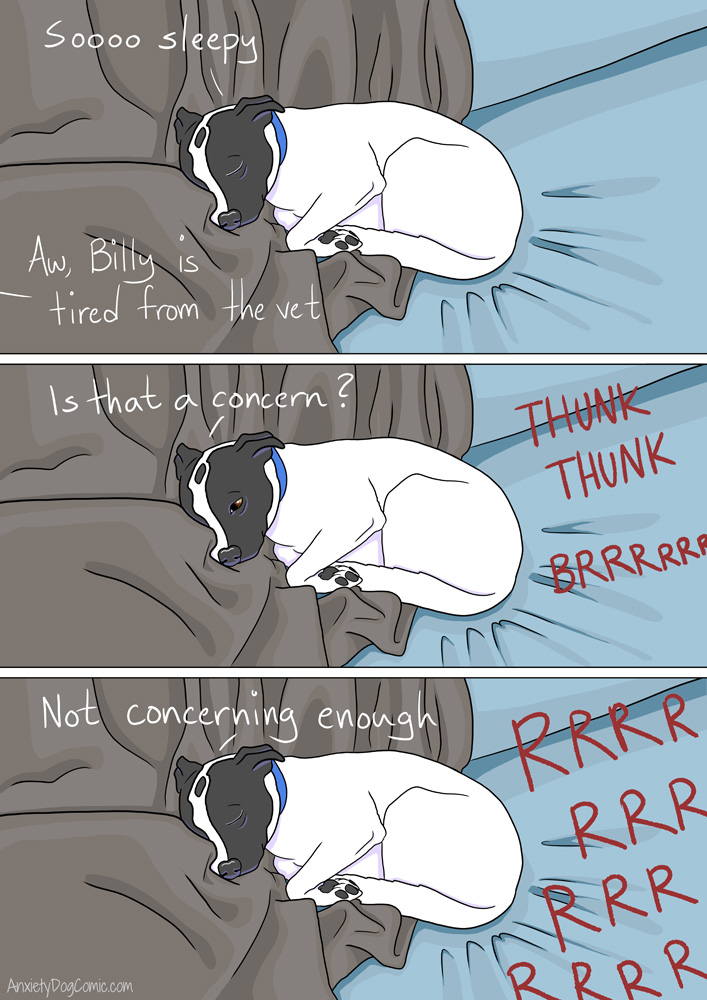 Soooo sleepy
Aw, Billy is
tired from the vet
Is that a concern?
THUNK
THUNK
BRRRRRR
Not concerning enough
RRRR
RRR
RRR
RRRR
AnxietyDogComic.com